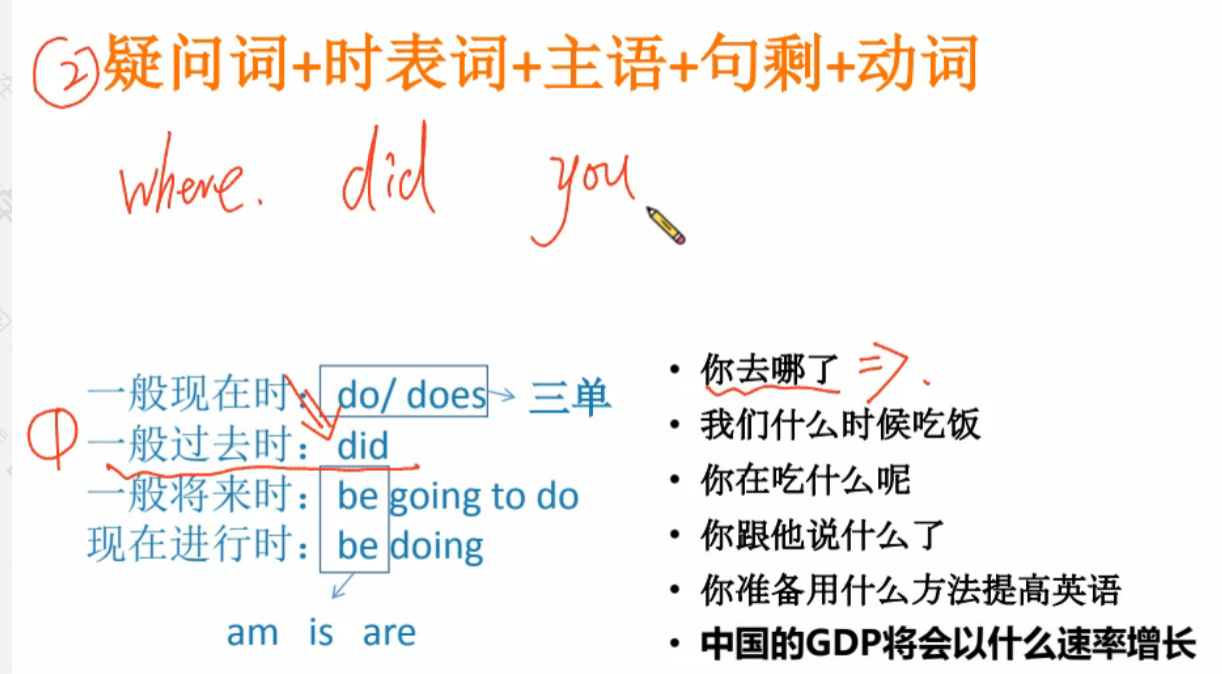 ②疑问词+时表词+主语+句剩+动词
where. did you
一般现在时：do/ does 三单
① 一般过去时：did
一般将来时：be going to do
现在进行时：be doing
am is are
• 你去哪了 => .
• 我们什么时候吃饭
• 你在吃什么呢
• 你跟他说什么了
• 你准备用什么方法提高英语
• 中国的GDP将会以什么速率增长